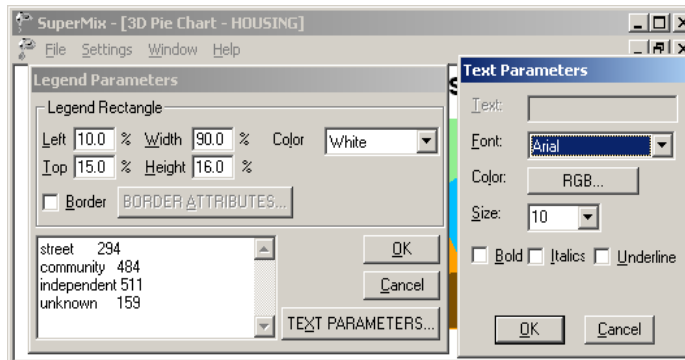 SuperMix - [3D Pie Chart - HOUSING]
File Settings Window Help
Legend Parameters
Legend Rectangle
Left 10.0 % Width 90.0 % Color White
Top 15.0 % Height 16.0 %
Border BORDER ATTRIBUTES...
street 294
community 484
independent 511
unknown 159
OK
Cancel
TEXT PARAMETERS...
Text Parameters
Text:
Font: Arial
Color: RGB...
Size: 10
Bold Italics Underline
OK Cancel